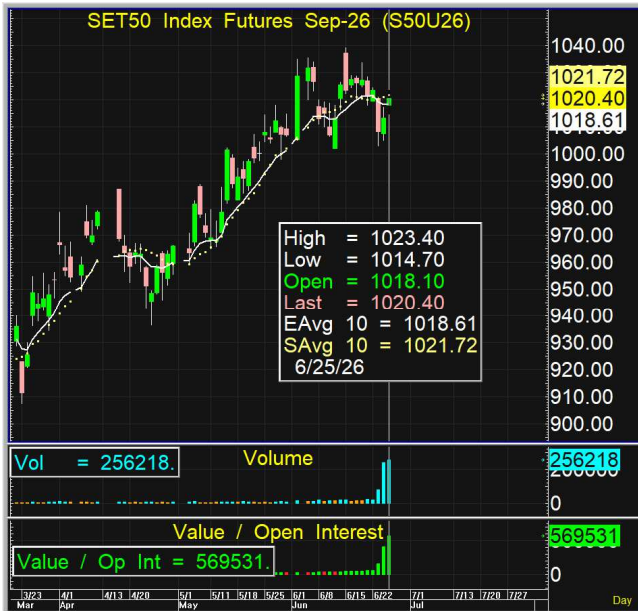 SET50 Index Futures Sep-26 (S50U26)
1040.00
1021.72
1020.40
1018.61
1000.00
990.00
980.00
970.00
960.00
950.00
940.00
930.00
920.00
910.00
900.00
High = 1023.40
Low = 1014.70
Open = 1018.10
Last = 1020.40
EAvg 10 = 1018.61
SAvg 10 = 1021.72
6/25/26
Vol = 256218.
Volume
256218
0
Value / Open Interest
Value / Op Int = 569531.
569531
0
3/23 4/1 4/13 4/20 5/1 5/11 5/18 5/25 6/1 6/8 6/15 6/22 7/1 7/13 7/20 7/27
Mar Apr May Jun Jul
Day